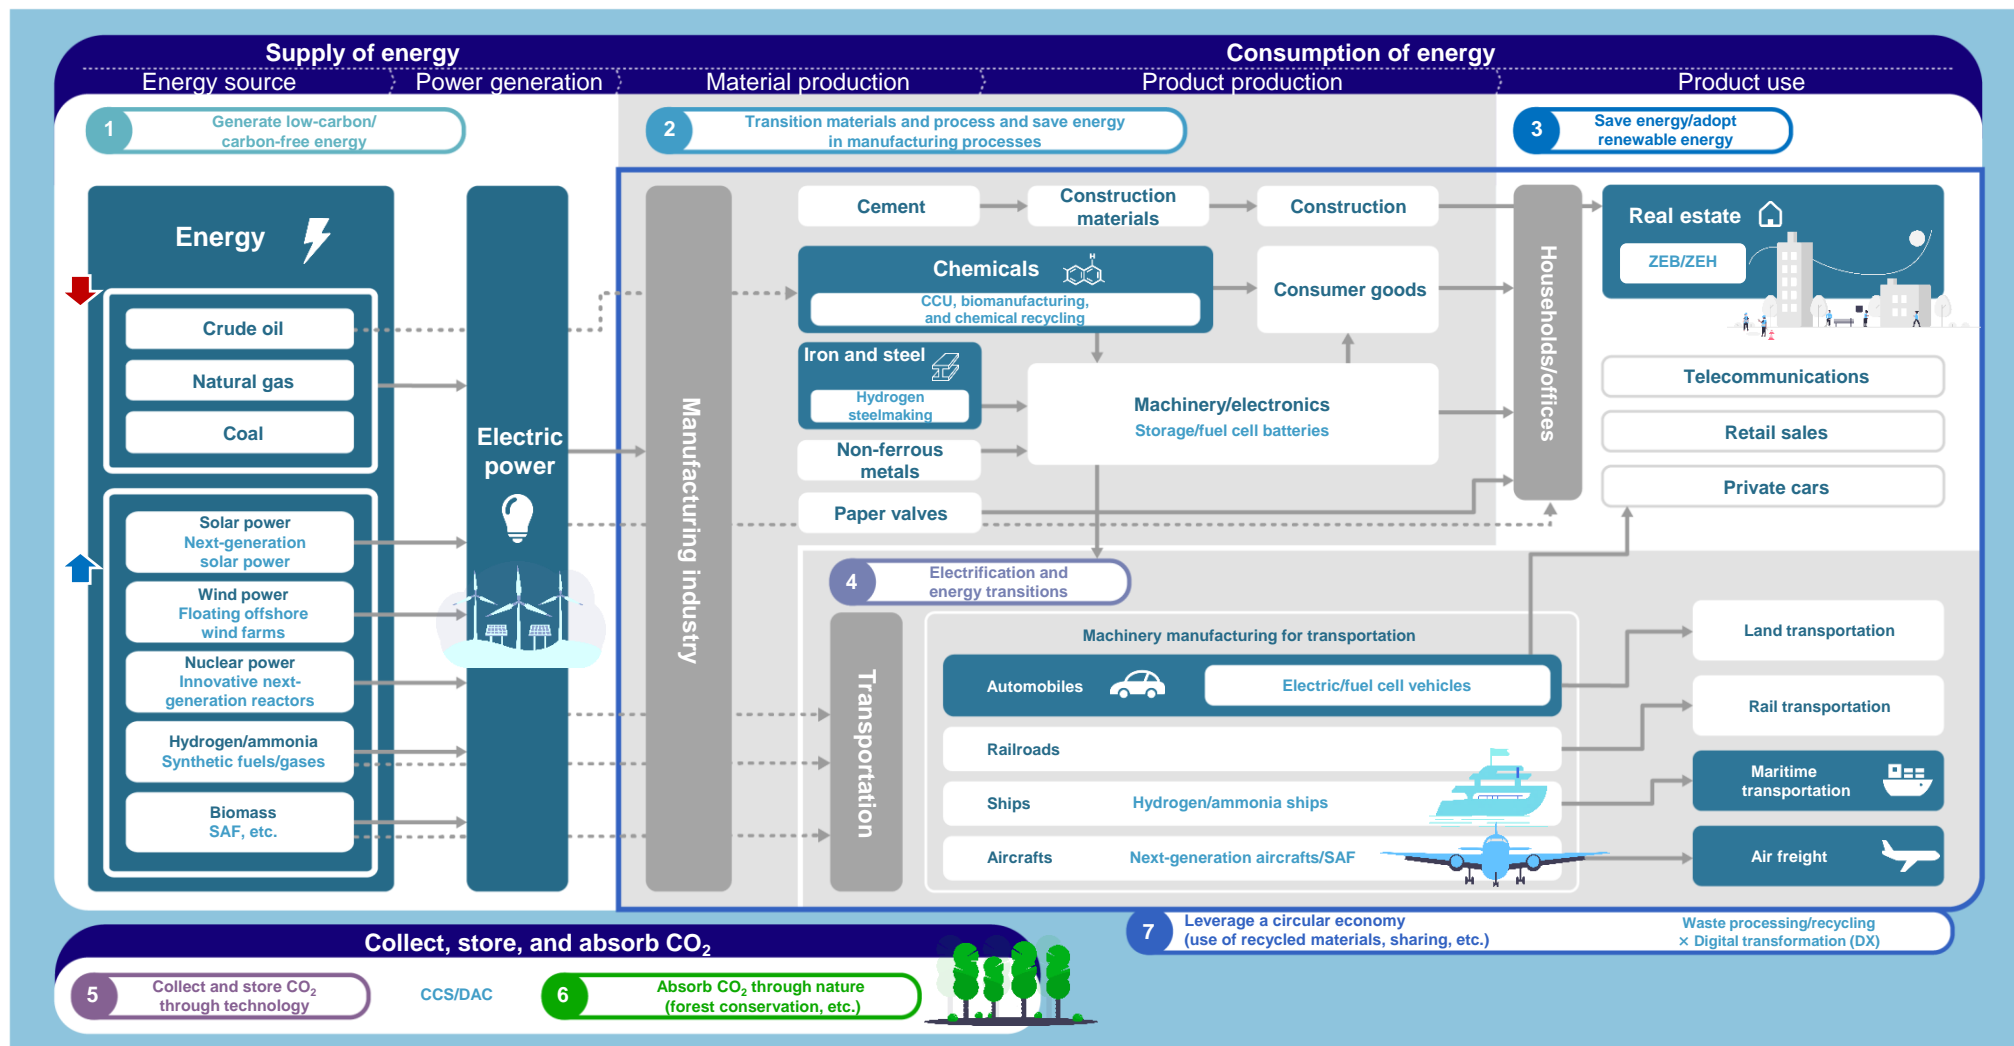 Supply of energy
Consumption of energy
Energy source
Power generation
Material production
Product production
Product use
1
Generate low-carbon/
carbon-free energy
2
Transition materials and process and save energy
in manufacturing processes
3
Save energy/adopt
renewable energy
Energy
Crude oil
Natural gas
Coal
Solar power
Next-generation
solar power
Wind power
Floating offshore
wind farms
Nuclear power
Innovative next-
generation reactors
Hydrogen/ammonia
Synthetic fuels/gases
Biomass
SAF, etc.
Electric
power
Manufacturing industry
Cement
Construction
materials
Construction
Chemicals
H
CCU, biomanufacturing,
and chemical recycling
Consumer goods
Iron and steel
Hydrogen
steelmaking
Machinery/electronics
Storage/fuel cell batteries
Non-ferrous
metals
Paper valves
Households/offices
Real estate
ZEB/ZEH
Telecommunications
Retail sales
Private cars
4
Electrification and
energy transitions
Transportation
Machinery manufacturing for transportation
Automobiles
Electric/fuel cell vehicles
Railroads
Ships
Hydrogen/ammonia ships
Aircrafts
Next-generation aircrafts/SAF
Land transportation
Rail transportation
Maritime
transportation
Air freight
7
Leverage a circular economy
(use of recycled materials, sharing, etc.)
Waste processing/recycling
× Digital transformation (DX)
Collect, store, and absorb CO₂
5
Collect and store CO₂
through technology
CCS/DAC
6
Absorb CO₂ through nature
(forest conservation, etc.)